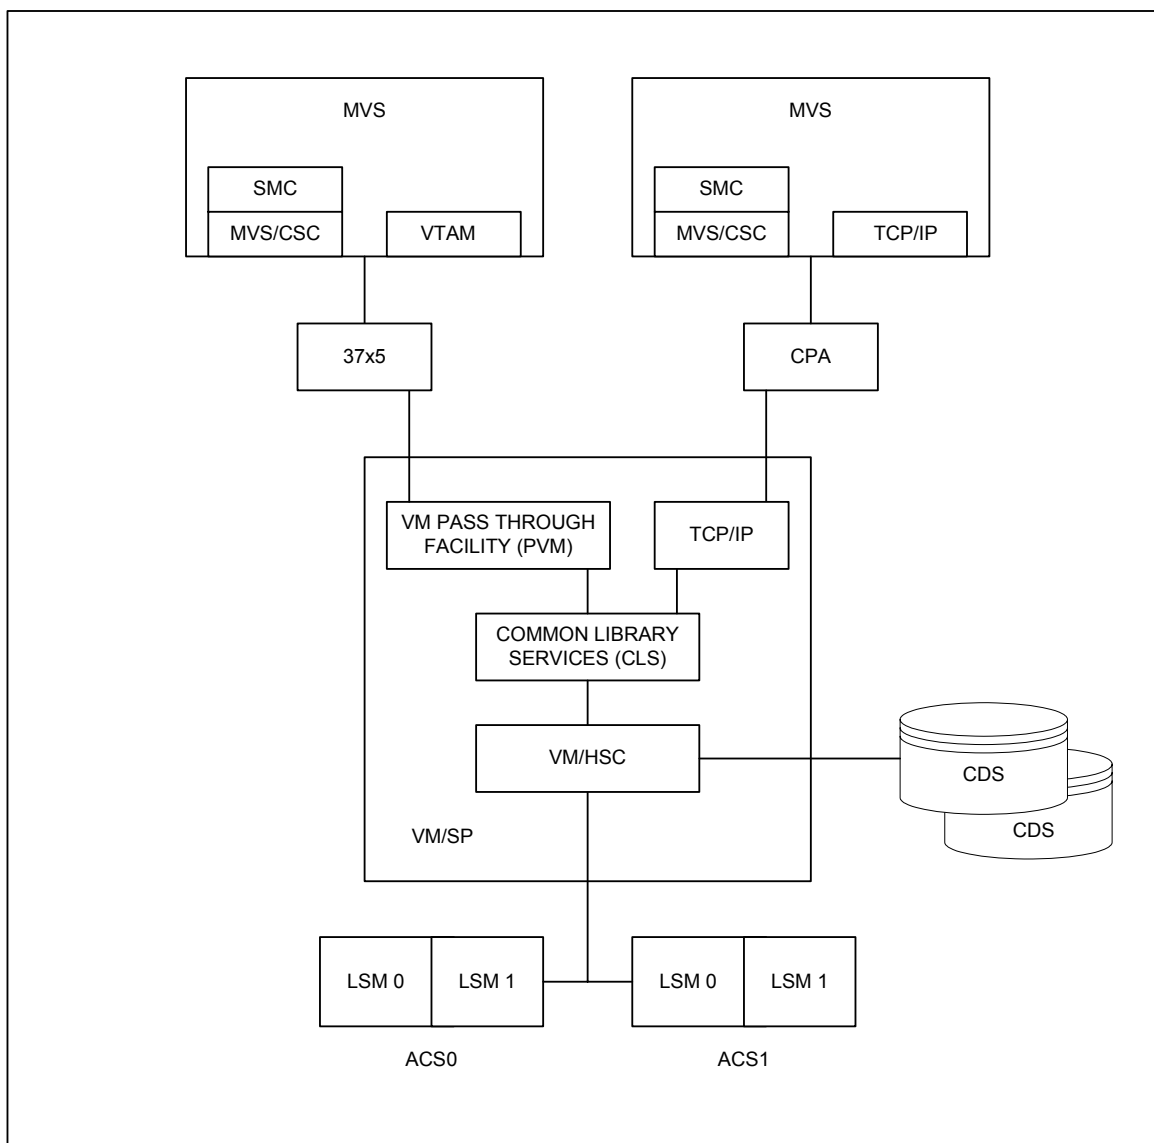 MVS
MVS
SMC
SMC
MVS/CSC
VTAM
MVS/CSC
TCP/IP
37x5
CPA
VM PASS THROUGH
FACILITY (PVM)
TCP/IP
COMMON LIBRARY
SERVICES (CLS)
VM/HSC
CDS
CDS
VM/SP
LSM 0
LSM 1
LSM 0
LSM 1
ACS0
ACS1